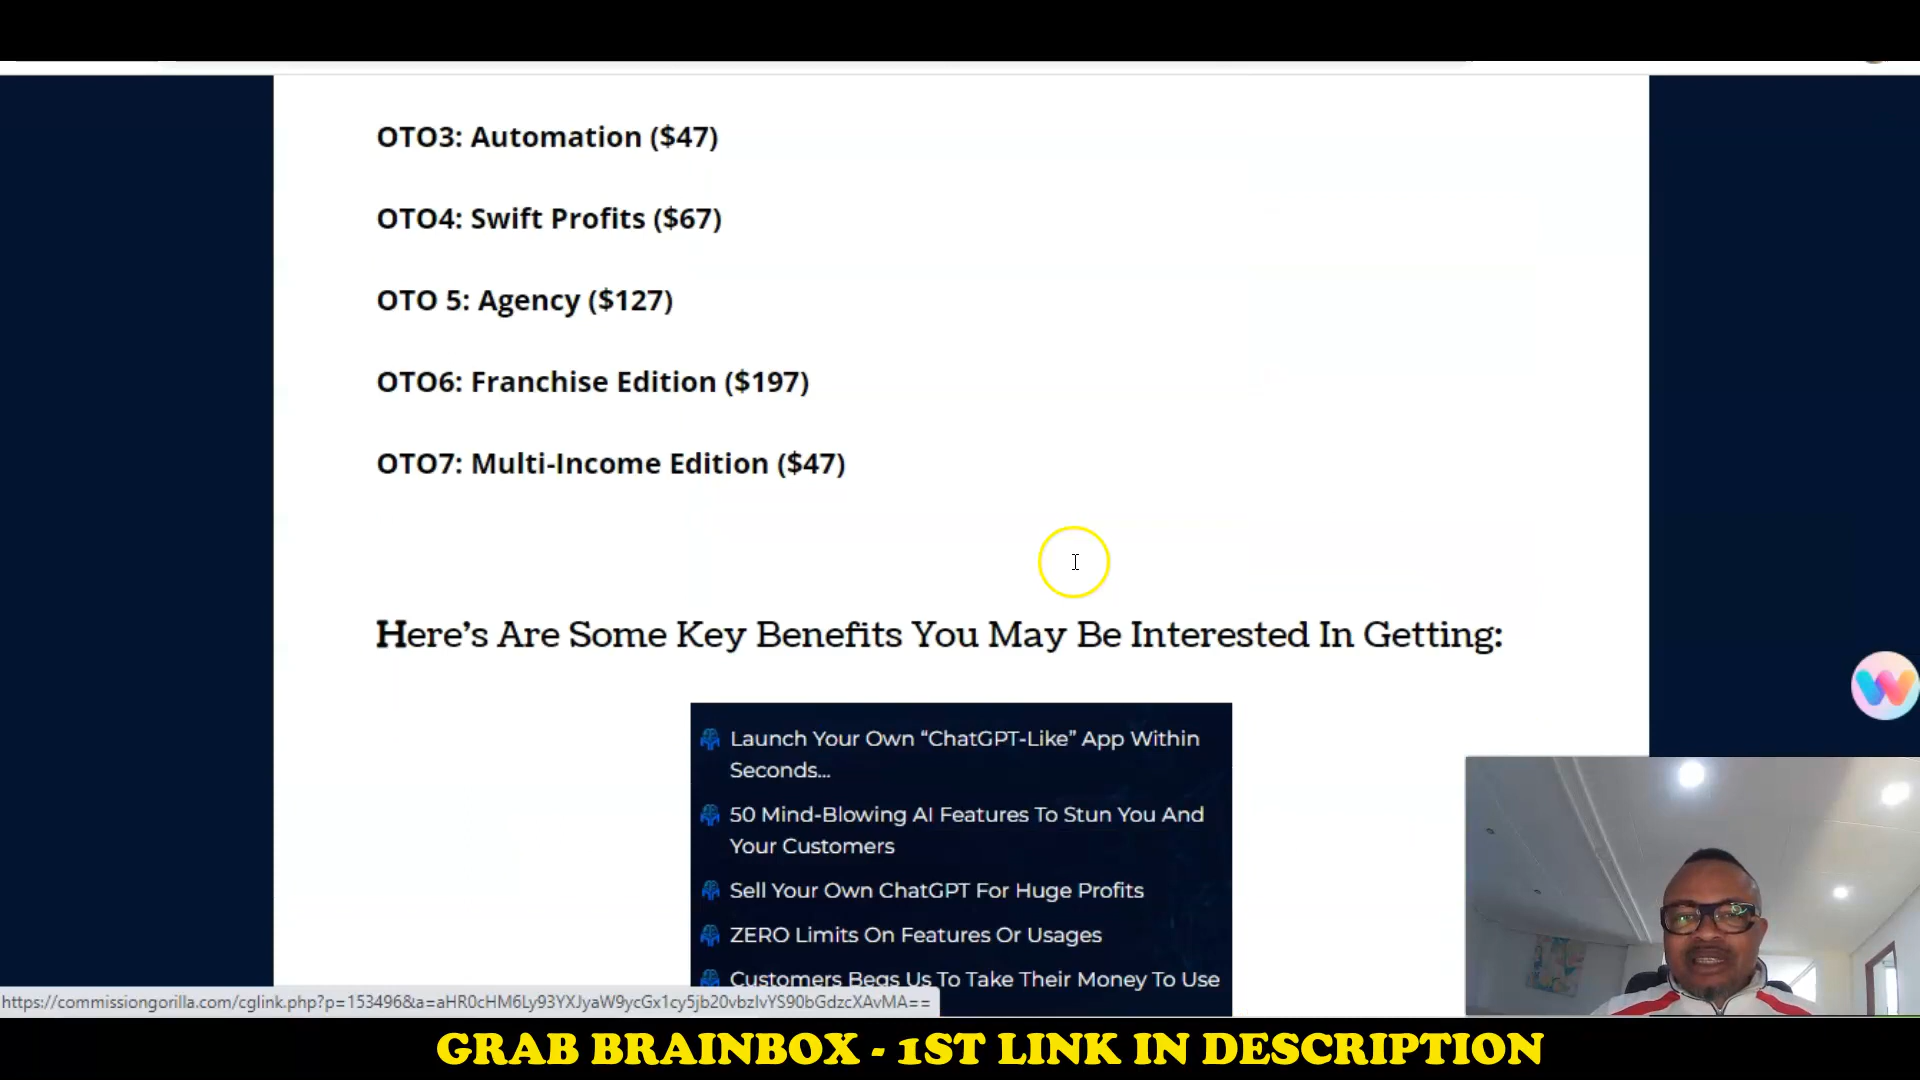 OTO3: Automation ($47)
OTO4: Swift Profits ($67)
OTO 5: Agency ($127)
OTO6: Franchise Edition ($197)
OTO7: Multi-Income Edition ($47)
Here’s Are Some Key Benefits You May Be Interested In Getting:
Launch Your Own “ChatGPT-Like” App Within
Seconds...
50 Mind-Blowing AI Features To Stun You And
Your Customers
Sell Your Own ChatGPT For Huge Profits
ZERO Limits On Features Or Usages
Customers Begs Us To Take Their Money To Use
https://commissiongorilla.com/cglink.php?p=153496&a=aHR0cHM6Ly93YXJyaW9ycGx1cy5jb20vbzIvYS90bGdzcXAvMA==
GRAB BRAINBOX - 1ST LINK IN DESCRIPTION